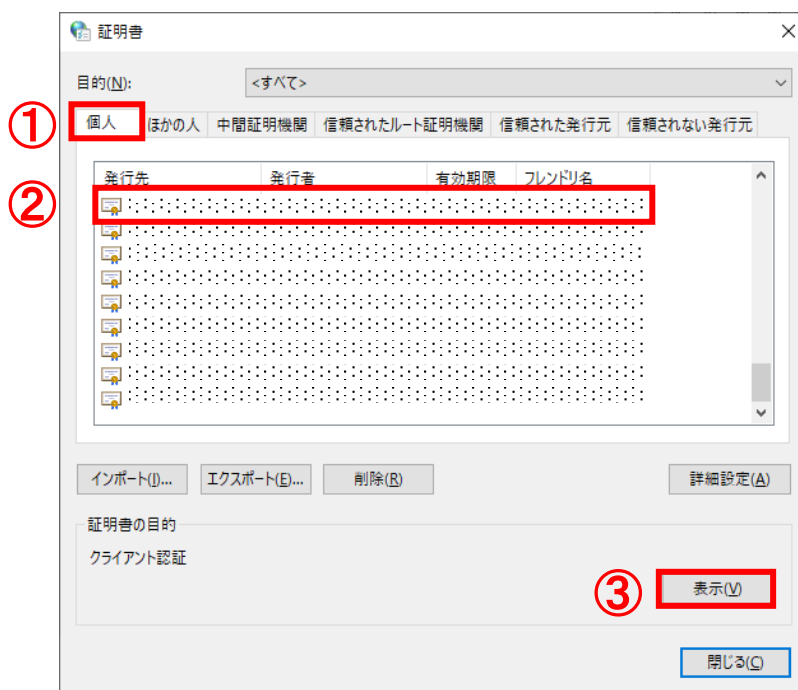 証明書
目的(N): <すべて>
①
個人 ほかの人 中間証明機関 信頼されたルート証明機関 信頼された発行元 信頼されない発行元
発行先 発行者 有効期限 フレンドリ名
②
インポート(I)... エクスポート(E)... 削除(R) 詳細設定(A)
証明書の目的
クライアント認証
③ 表示(V)
閉じる(C)